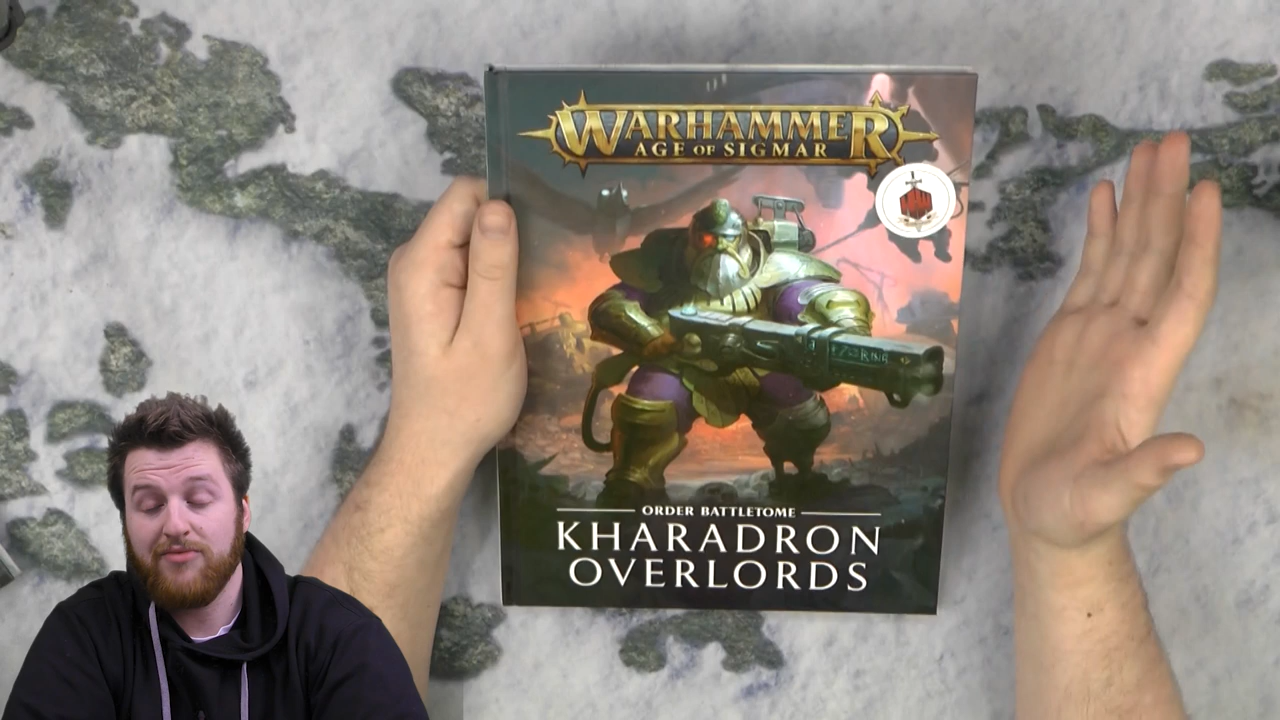 WARHAMMER
AGE OF SIGMAR
ORDER BATTLETOME
KHARADRON
OVERLORDS